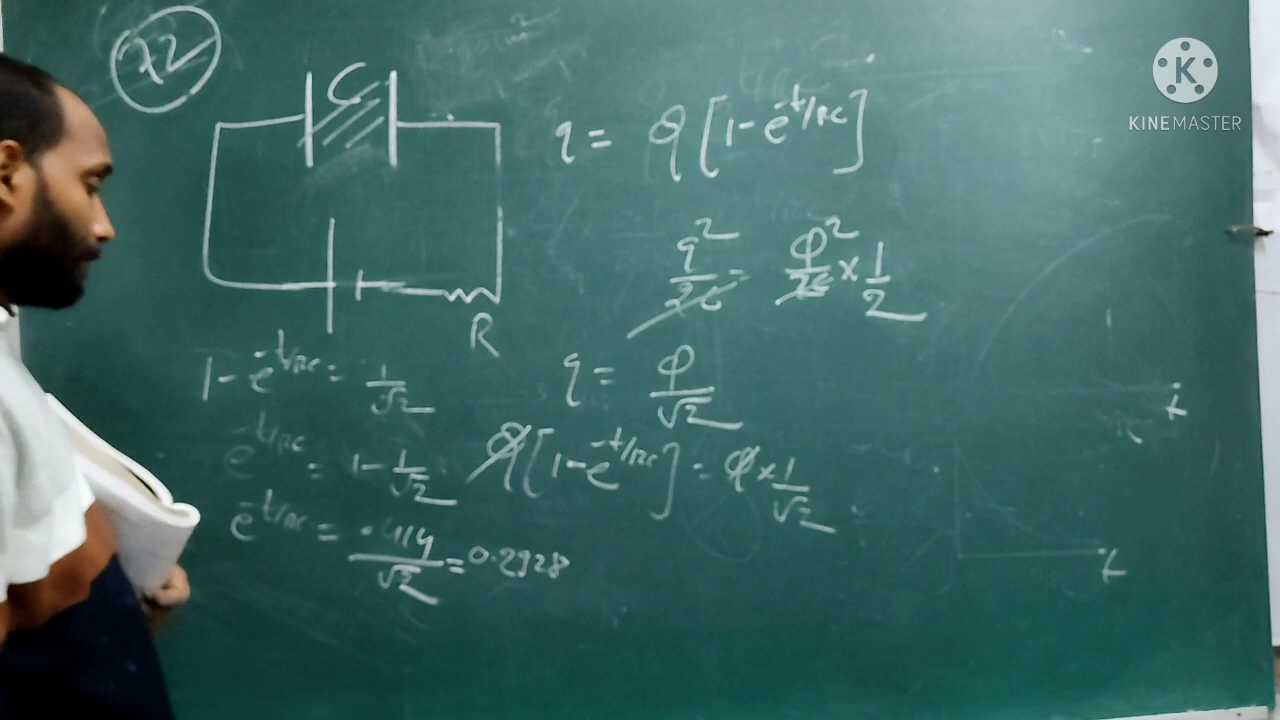 72
C
q = Q[1-e^{-t/RC}]
q²/2C = Q²/2C × 1/2
R
q = Q/√2
Q[1-e^{-t/RC}] = Q × 1/√2
1-e^{-t/RC} = 1/√2
e^{-t/RC} = 1-1/√2
e^{-t/RC} = .414/√2 = 0.2928
t
t
K
KINEMASTER